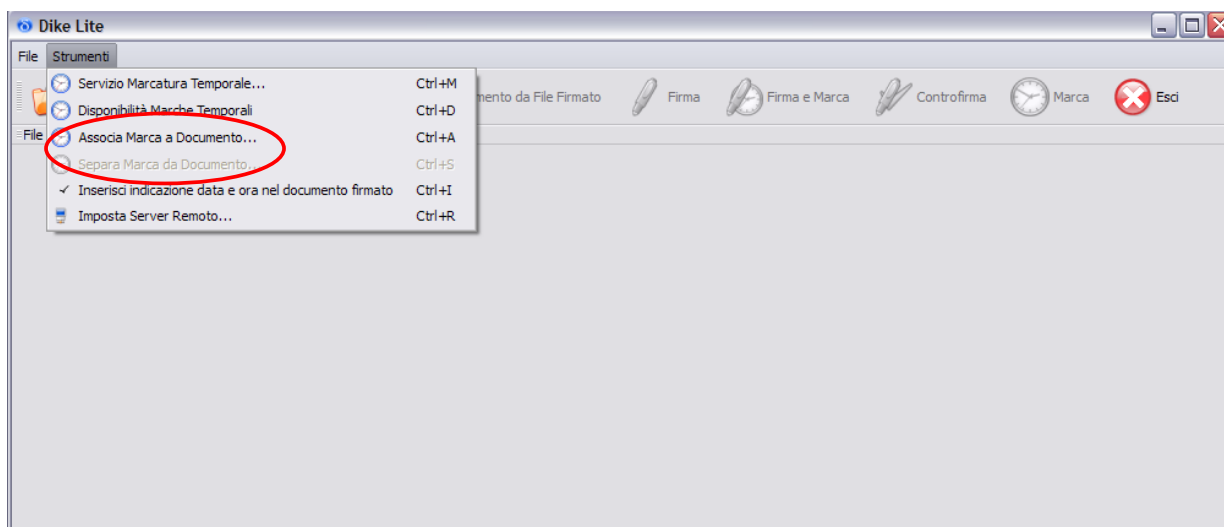 Dike Lite
File Strumenti
Servizio Marcatura Temporale... Ctrl+M
Disponibilità Marche Temporali Ctrl+D
Associa Marca a Documento... Ctrl+A
Separa Marca da Documento... Ctrl+S
Inserisci indicazione data e ora nel documento firmato Ctrl+I
Imposta Server Remoto... Ctrl+R
mento da File Firmato Firma Firma e Marca Controfirma Marca Esci
File